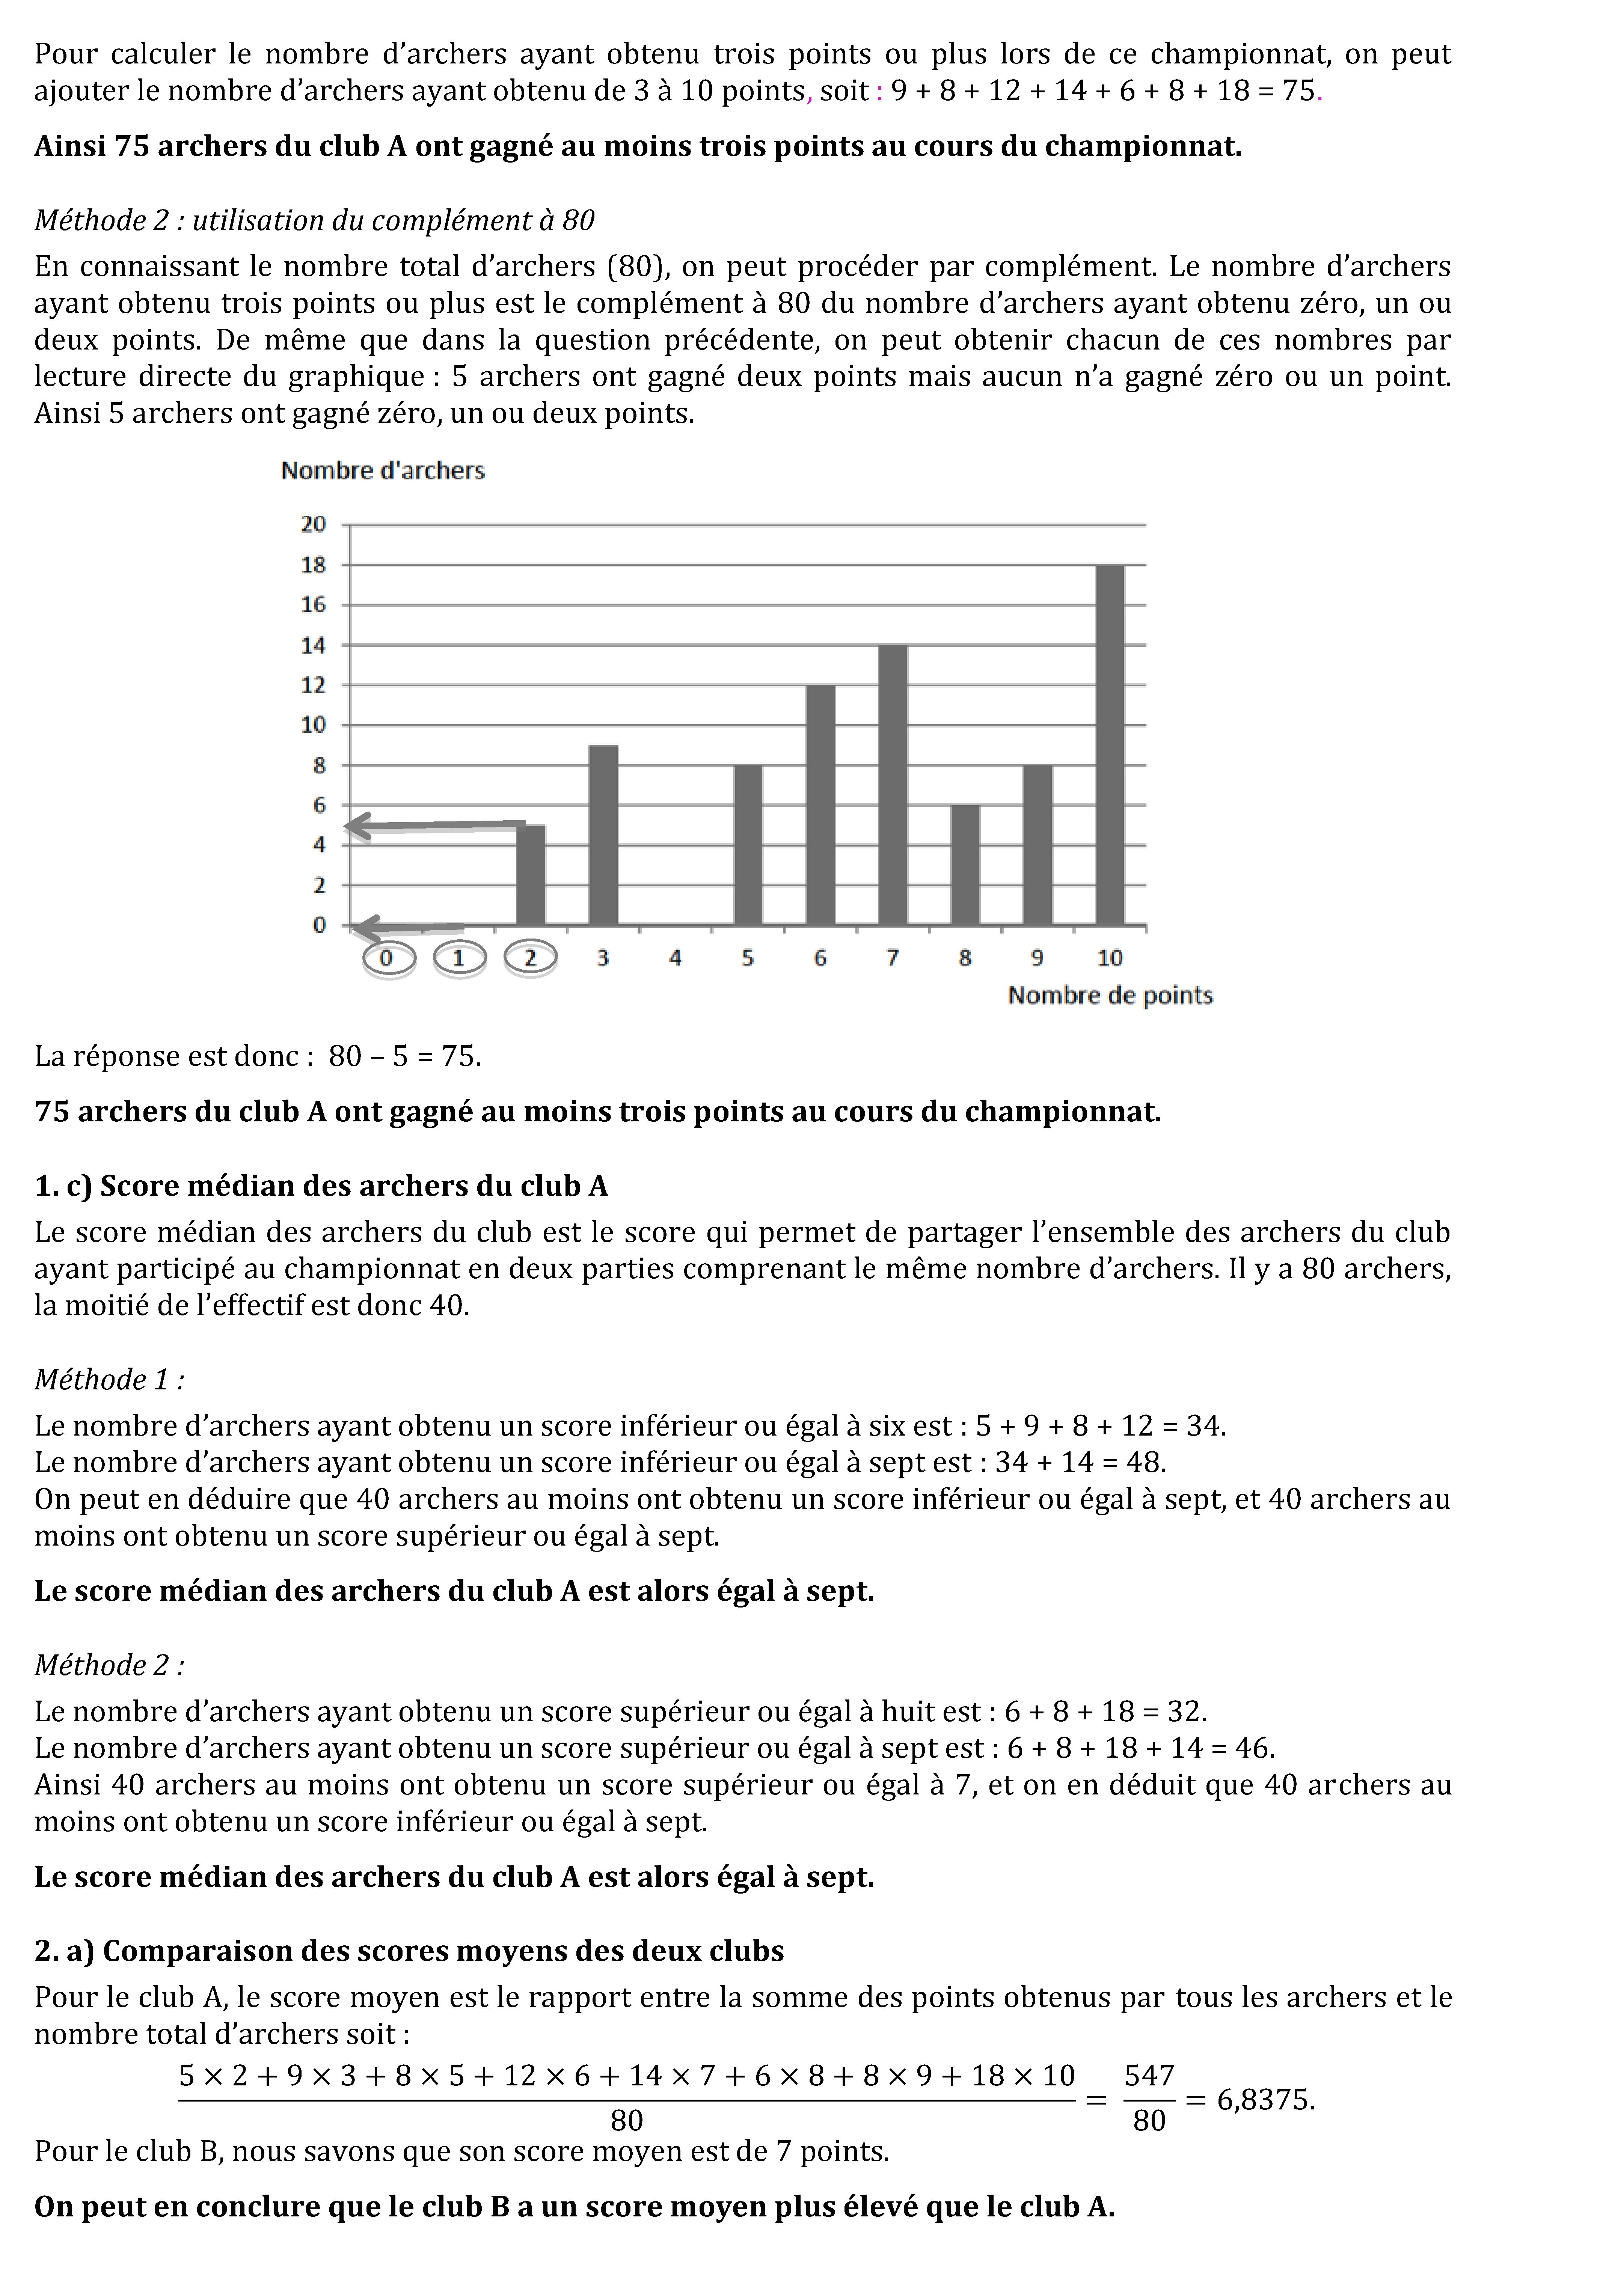 Pour calculer le nombre d’archers ayant obtenu trois points ou plus lors de ce championnat, on peut
ajouter le nombre d’archers ayant obtenu de 3 à 10 points, soit : 9 + 8 + 12 + 14 + 6 + 8 + 18 = 75.
Ainsi 75 archers du club A ont gagné au moins trois points au cours du championnat.
Méthode 2 : utilisation du complément à 80
En connaissant le nombre total d’archers (80), on peut procéder par complément. Le nombre d’archers
ayant obtenu trois points ou plus est le complément à 80 du nombre d’archers ayant obtenu zéro, un ou
deux points. De même que dans la question précédente, on peut obtenir chacun de ces nombres par
lecture directe du graphique : 5 archers ont gagné deux points mais aucun n’a gagné zéro ou un point.
Ainsi 5 archers ont gagné zéro, un ou deux points.
Nombre d'archers
20
18
16
14
12
10
8
6
4
2
0
0 1 2 3 4 5 6 7 8 9 10
Nombre de points
La réponse est donc : 80 – 5 = 75.
75 archers du club A ont gagné au moins trois points au cours du championnat.
1. c) Score médian des archers du club A
Le score médian des archers du club est le score qui permet de partager l’ensemble des archers du club
ayant participé au championnat en deux parties comprenant le même nombre d’archers. Il y a 80 archers,
la moitié de l’effectif est donc 40.
Méthode 1 :
Le nombre d’archers ayant obtenu un score inférieur ou égal à six est : 5 + 9 + 8 + 12 = 34.
Le nombre d’archers ayant obtenu un score inférieur ou égal à sept est : 34 + 14 = 48.
On peut en déduire que 40 archers au moins ont obtenu un score inférieur ou égal à sept, et 40 archers au
moins ont obtenu un score supérieur ou égal à sept.
Le score médian des archers du club A est alors égal à sept.
Méthode 2 :
Le nombre d’archers ayant obtenu un score supérieur ou égal à huit est : 6 + 8 + 18 = 32.
Le nombre d’archers ayant obtenu un score supérieur ou égal à sept est : 6 + 8 + 18 + 14 = 46.
Ainsi 40 archers au moins ont obtenu un score supérieur ou égal à 7, et on en déduit que 40 archers au
moins ont obtenu un score inférieur ou égal à sept.
Le score médian des archers du club A est alors égal à sept.
2. a) Comparaison des scores moyens des deux clubs
Pour le club A, le score moyen est le rapport entre la somme des points obtenus par tous les archers et le
nombre total d’archers soit :
5 × 2 + 9 × 3 + 8 × 5 + 12 × 6 + 14 × 7 + 6 × 8 + 8 × 9 + 18 × 10 / 80 = 547 / 80 = 6,8375.
Pour le club B, nous savons que son score moyen est de 7 points.
On peut en conclure que le club B a un score moyen plus élevé que le club A.